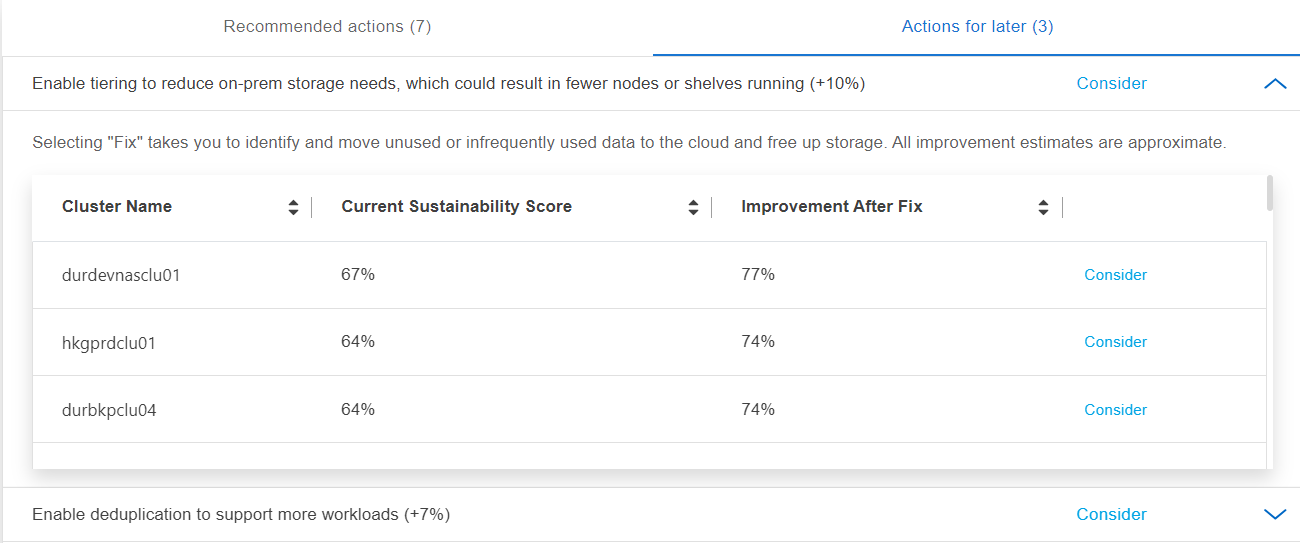 Recommended actions (7) Actions for later (3)
Enable tiering to reduce on-prem storage needs, which could result in fewer nodes or shelves running (+10%) Consider
Selecting "Fix" takes you to identify and move unused or infrequently used data to the cloud and free up storage. All improvement estimates are approximate.
Cluster Name Current Sustainability Score Improvement After Fix
durdevnasclu01 67% 77% Consider
hkgprdclu01 64% 74% Consider
durbkpclu04 64% 74% Consider
Enable deduplication to support more workloads (+7%) Consider